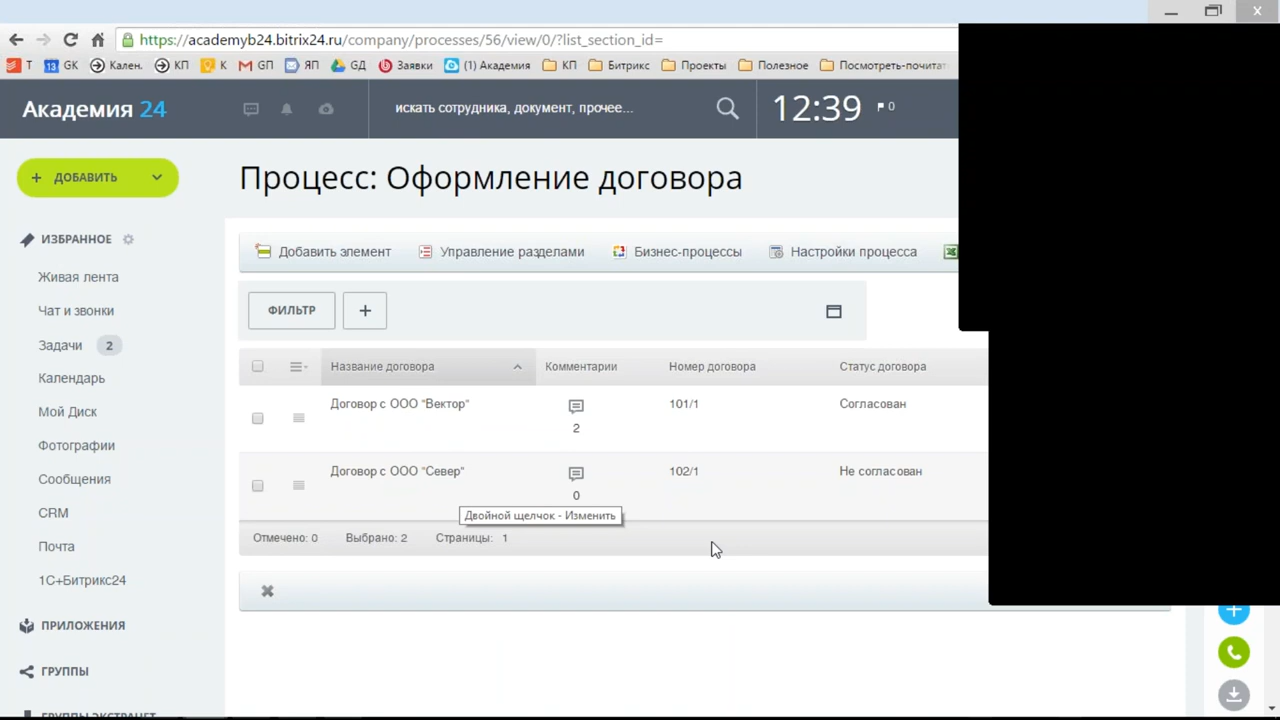 https://academyb24.bitrix24.ru/company/processes/56/view/0/?list_section_id=
Т 13 GK Кален. КП К GП ЯП GД Заявки (1) Академия КП Битрикс Проекты Полезное Посмотреть-почитат
Академия 24 искать сотрудника, документ, прочее... 12:39 0
+ ДОБАВИТЬ
Процесс: Оформление договора
ИЗБРАННОЕ
Живая лента
Чат и звонки
Задачи 2
Календарь
Мой Диск
Фотографии
Сообщения
CRM
Почта
1С+Битрикс24
ПРИЛОЖЕНИЯ
ГРУППЫ
ГРУППЫ ЭКСТРАНЕТ
Добавить элемент Управление разделами Бизнес-процессы Настройки процесса
ФИЛЬТР +
Название договора Комментарии Номер договора Статус договора
Договор с ООО "Вектор" 2 101/1 Согласован
Договор с ООО "Север" 0 102/1 Не согласован
Двойной щелчок - Изменить
Отмечено: 0 Выбрано: 2 Страницы: 1